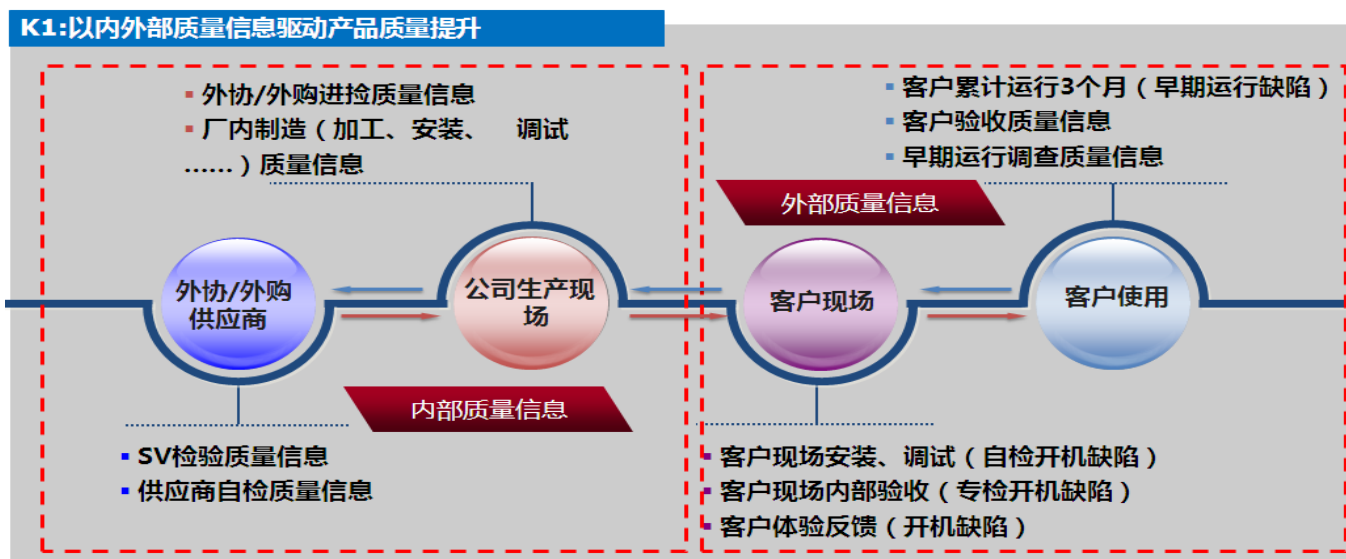 K1:以内外部质量信息驱动产品质量提升
外协/外购进捡质量信息
厂内制造（加工、安装、 调试
……）质量信息
客户累计运行3个月（早期运行缺陷）
客户验收质量信息
早期运行调查质量信息
外部质量信息
外协/外购
供应商
公司生产现
场
客户现场
客户使用
内部质量信息
SV检验质量信息
供应商自检质量信息
客户现场安装、调试（自检开机缺陷）
客户现场内部验收（专检开机缺陷）
客户体验反馈（开机缺陷）